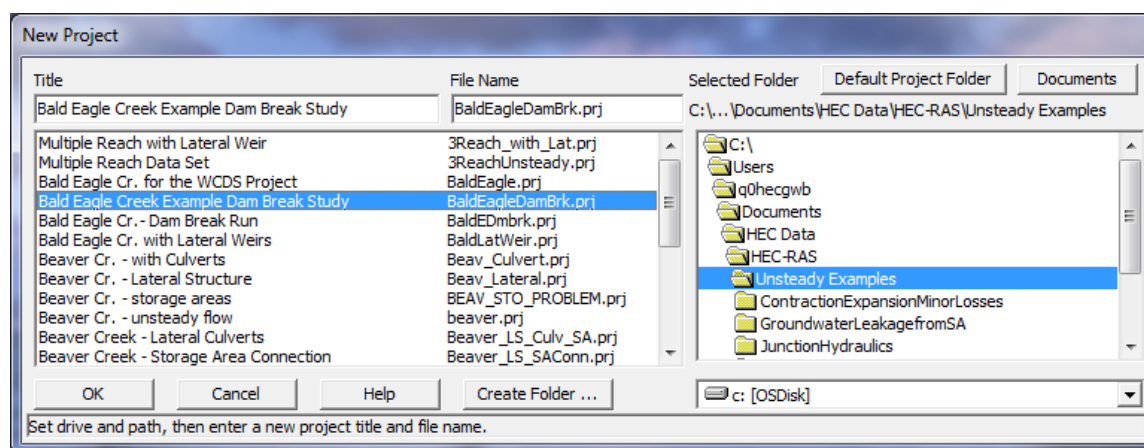 New Project
Title
File Name
Selected Folder
Default Project Folder
Documents
Bald Eagle Creek Example Dam Break Study
BaldEagleDamBrk.prj
C:\...\Documents\HEC Data\HEC-RAS\Unsteady Examples
Multiple Reach with Lateral Weir 3Reach_with_Lat.prj
Multiple Reach Data Set 3ReachUnsteady.prj
Bald Eagle Cr. for the WCDS Project BaldEagle.prj
Bald Eagle Creek Example Dam Break Study BaldEagleDamBrk.prj
Bald Eagle Cr.- Dam Break Run BaldEDmbrk.prj
Bald Eagle Cr. with Lateral Weirs BaldLatWeir.prj
Beaver Cr. - with Culverts Beav_Culvert.prj
Beaver Cr. - Lateral Structure Beav_Lateral.prj
Beaver Cr. - storage areas BEAV_STO_PROBLEM.prj
Beaver Cr. - unsteady flow beaver.prj
Beaver Creek - Lateral Culverts Beaver_LS_Culv_SA.prj
Beaver Creek - Storage Area Connection Beaver_LS_SAConn.prj
C:\
Users
q0hecgwb
Documents
HEC Data
HEC-RAS
Unsteady Examples
ContractionExpansionMinorLosses
GroundwaterLeakagefromSA
JunctionHydraulics
OK
Cancel
Help
Create Folder ...
c: [OSDisk]
Set drive and path, then enter a new project title and file name.